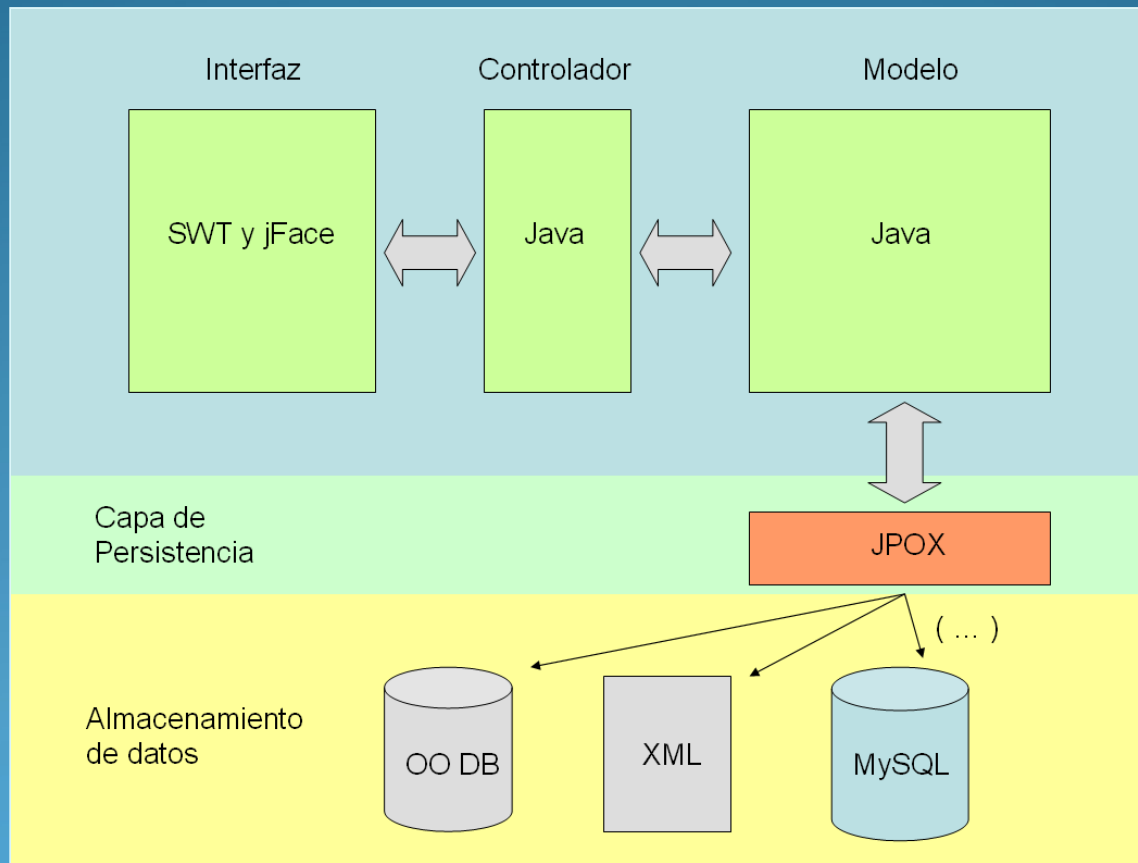 Interfaz
Controlador
Modelo
SWT y jFace
Java
Java
Capa de
Persistencia
JPOX
( ... )
Almacenamiento
de datos
OO DB
XML
MySQL